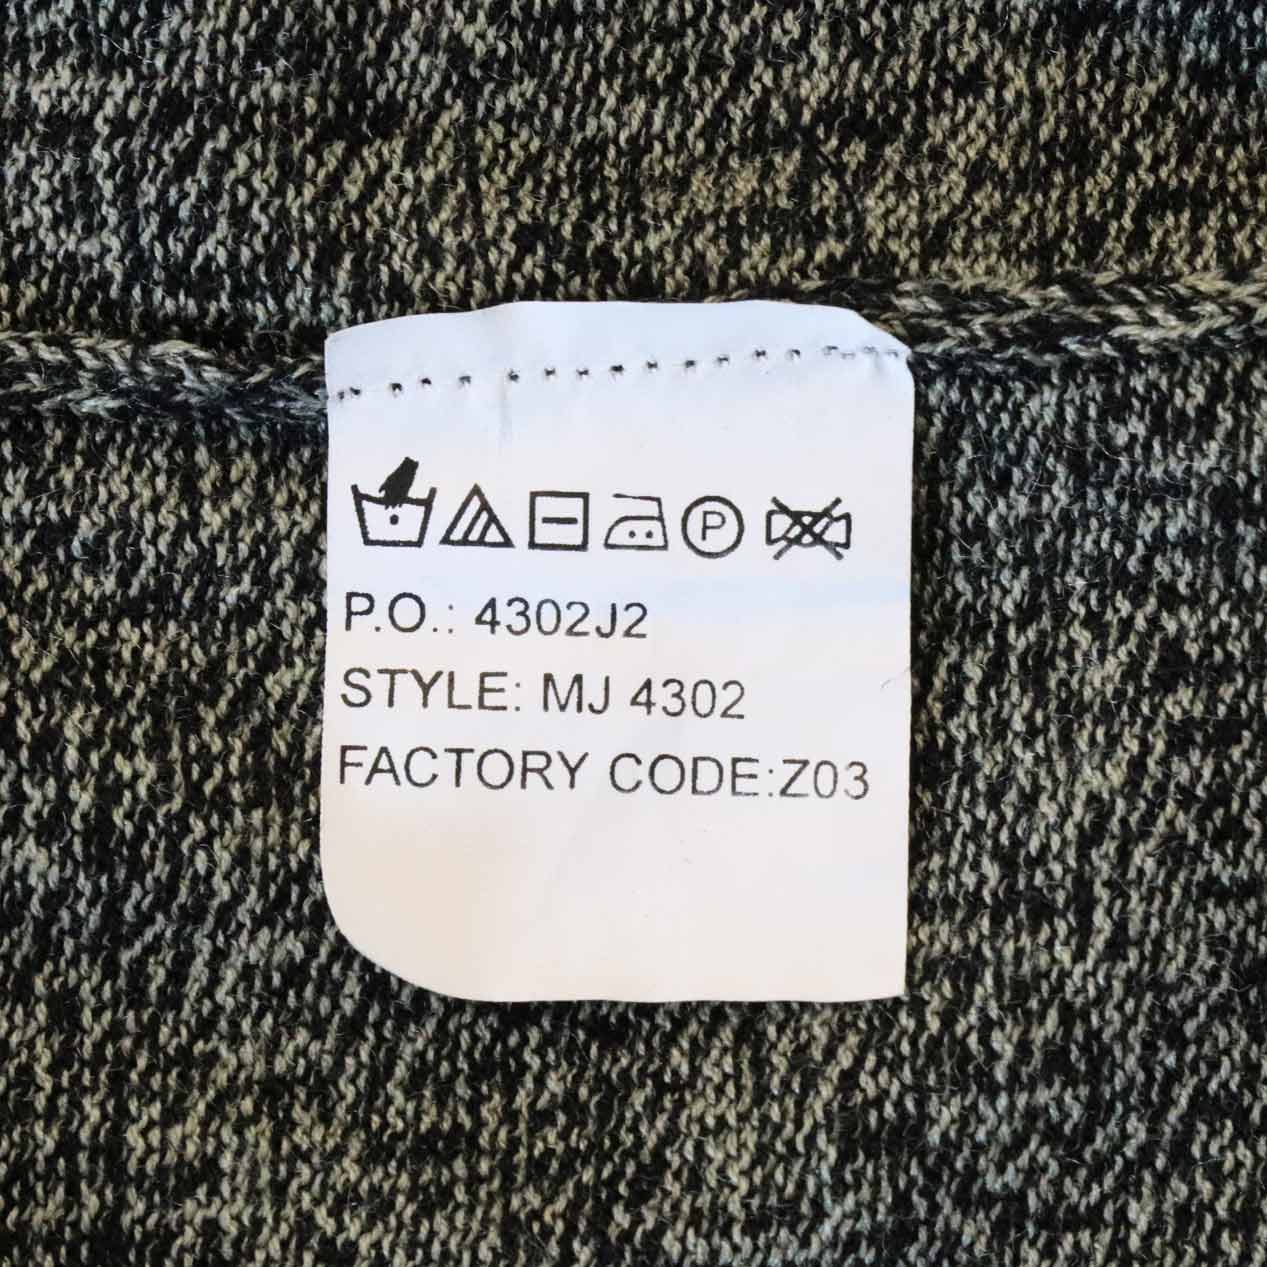 P
P.O.: 4302J2
STYLE: MJ 4302
FACTORY CODE:Z03